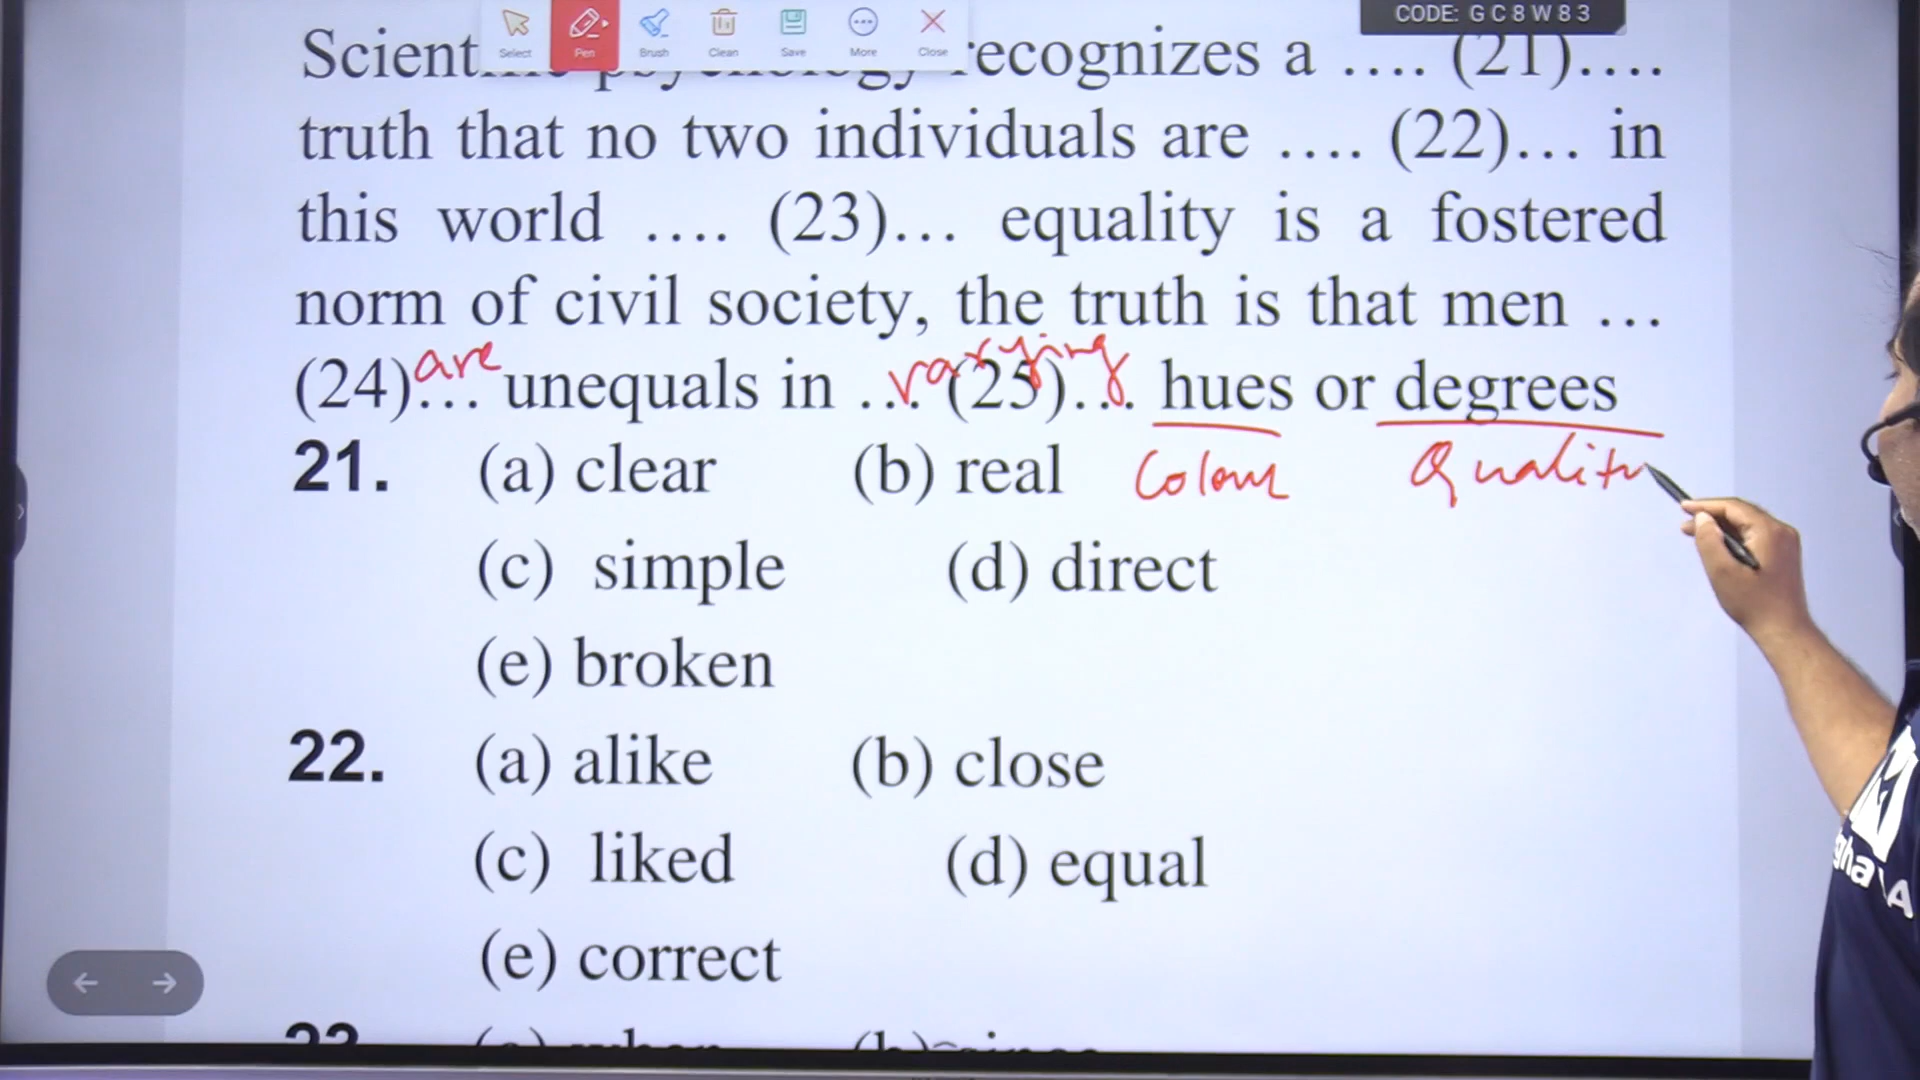 CODE: GC8W83
Select Pen Brush Clean Save More Close
recognizes a .... (21)....
truth that no two individuals are .... (22)... in
this world .... (23)... equality is a fostered
norm of civil society, the truth is that men ...
(24)... are unequals in ... (25)... varying hues or degrees
21. (a) clear (b) real Colour Quality
(c) simple (d) direct
(e) broken
22. (a) alike (b) close
(c) liked (d) equal
(e) correct